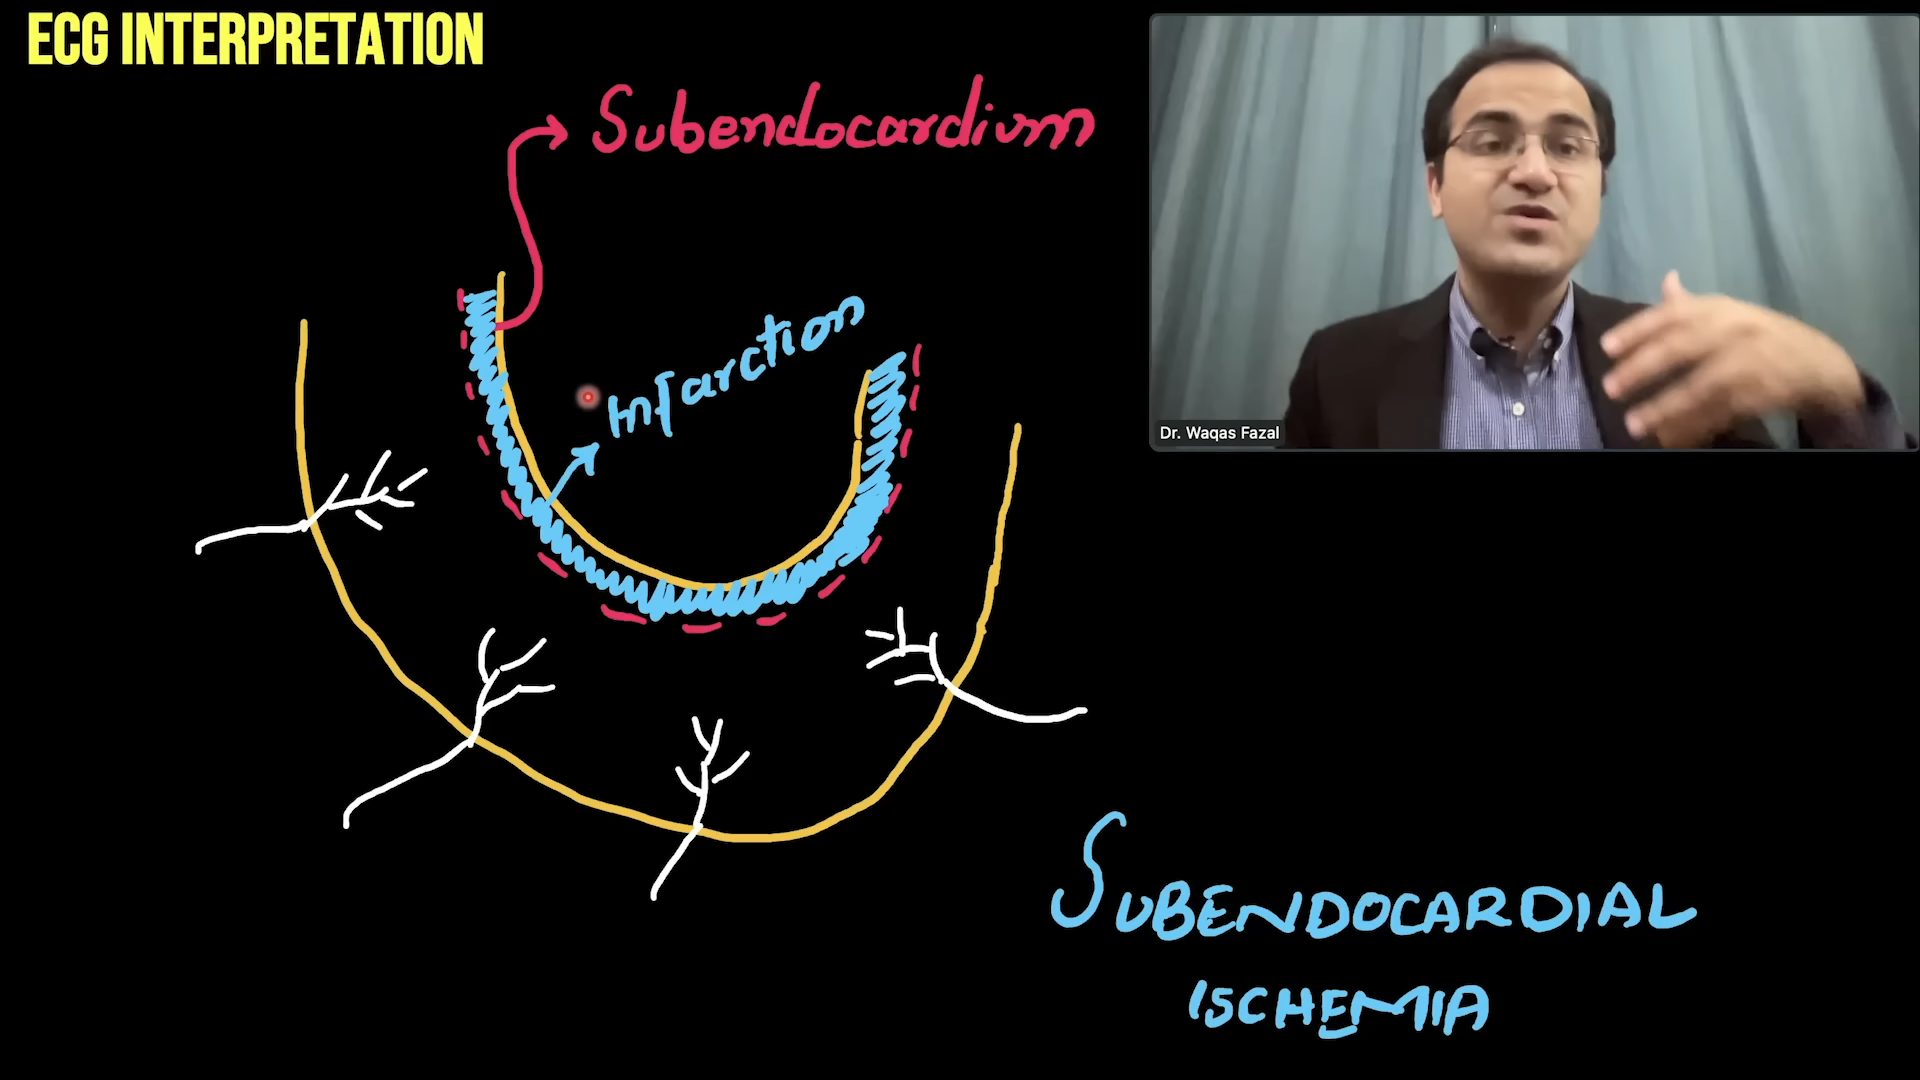 ECG INTERPRETATION
Subendocardium
Infarction
Dr. Waqas Fazal
SUBENDOCARDIAL
ISCHEMIA